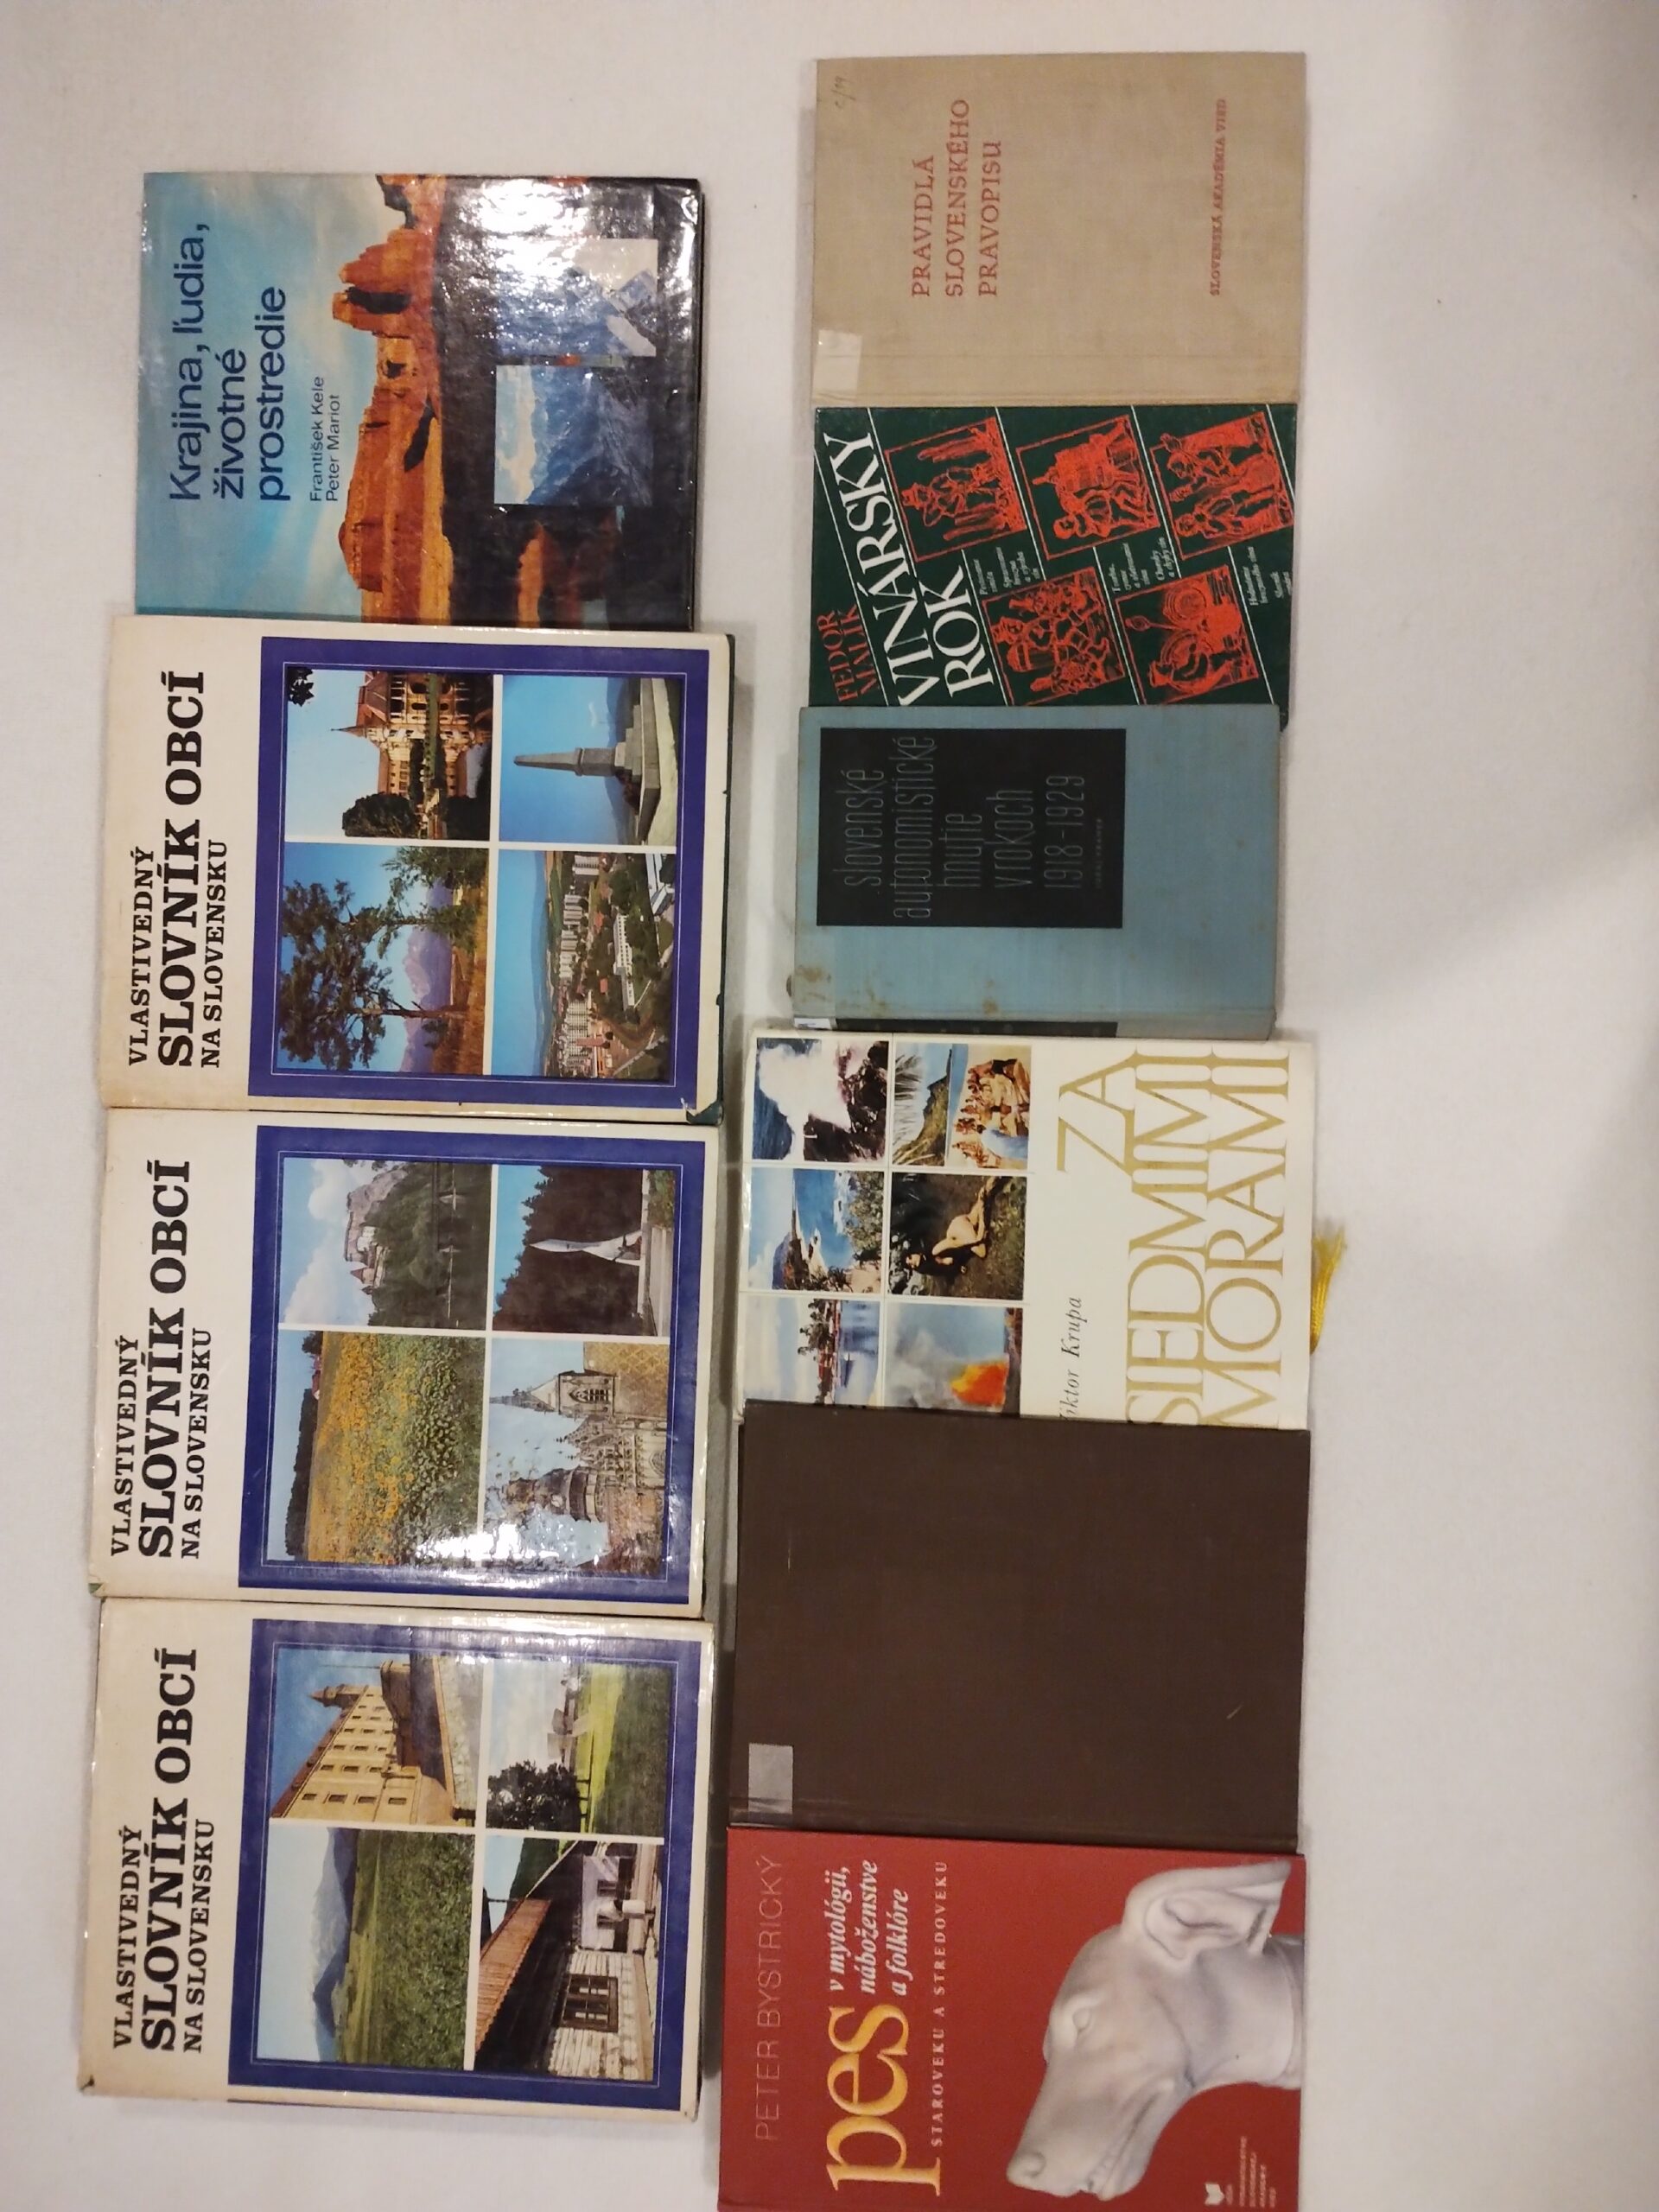 VLASTIVEDNÝ
SLOVNÍK OBCÍ
NA SLOVENSKU
VLASTIVEDNÝ
SLOVNÍK OBCÍ
NA SLOVENSKU
VLASTIVEDNÝ
SLOVNÍK OBCÍ
NA SLOVENSKU
Krajina, ľudia,
životné
prostredie
František Kele
Peter Mariot
PETER BYSTRICKÝ
pes
v mytológii,
náboženstve
a folklóre
STAROVEKU A STREDOVEKU
Viktor Krupa
ZA
SIEDMIMI
MORAMI
slovenské
autonomistické
hnutie
v rokoch
1918-1929
FEDOR
MALÍK
VINÁRSKY
ROK
PRAVIDLÁ
SLOVENSKÉHO
PRAVOPISU
SLOVENSKÁ AKADÉMIA VIED